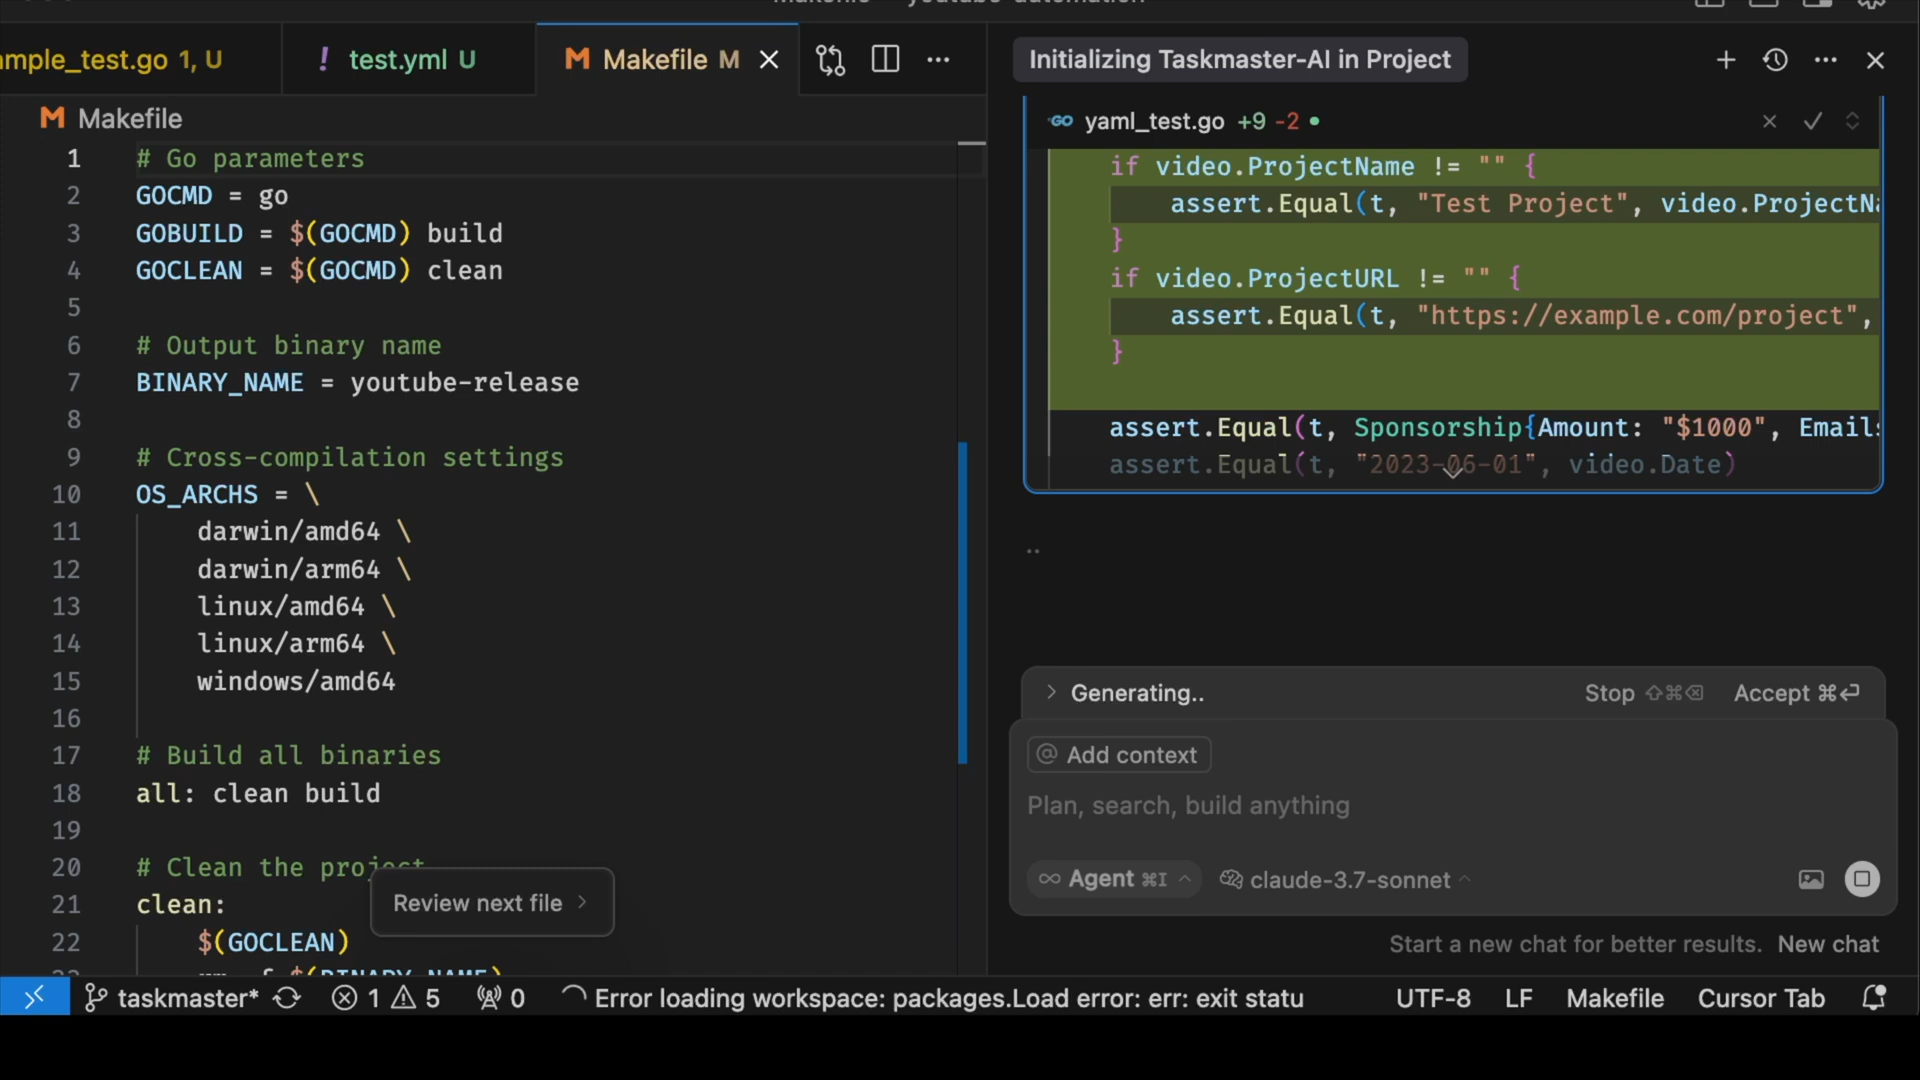 ample_test.go 1, U
! test.yml U
M Makefile M
M Makefile
1 # Go parameters
2 GOCMD = go
3 GOBUILD = $(GOCMD) build
4 GOCLEAN = $(GOCMD) clean
5
6 # Output binary name
7 BINARY_NAME = youtube-release
8
9 # Cross-compilation settings
10 OS_ARCHS = \
11 darwin/amd64 \
12 darwin/arm64 \
13 linux/amd64 \
14 linux/arm64 \
15 windows/amd64
16
17 # Build all binaries
18 all: clean build
19
20 # Clean the project
21 clean:
22 $(GOCLEAN)
Review next file >
Initializing Taskmaster-AI in Project
GO yaml_test.go +9 -2
if video.ProjectName != "" {
assert.Equal(t, "Test Project", video.ProjectNa
}
if video.ProjectURL != "" {
assert.Equal(t, "https://example.com/project",
}
assert.Equal(t, Sponsorship{Amount: "$1000", Emails
assert.Equal(t, "2023-06-01", video.Date)
..
> Generating..
Stop ⇧⌘⌫
Accept ⌘↩
@ Add context
Plan, search, build anything
∞ Agent ⌘I
claude-3.7-sonnet
Start a new chat for better results. New chat
taskmaster* 1 5 0 Error loading workspace: packages.Load error: err: exit statu
UTF-8 LF Makefile Cursor Tab